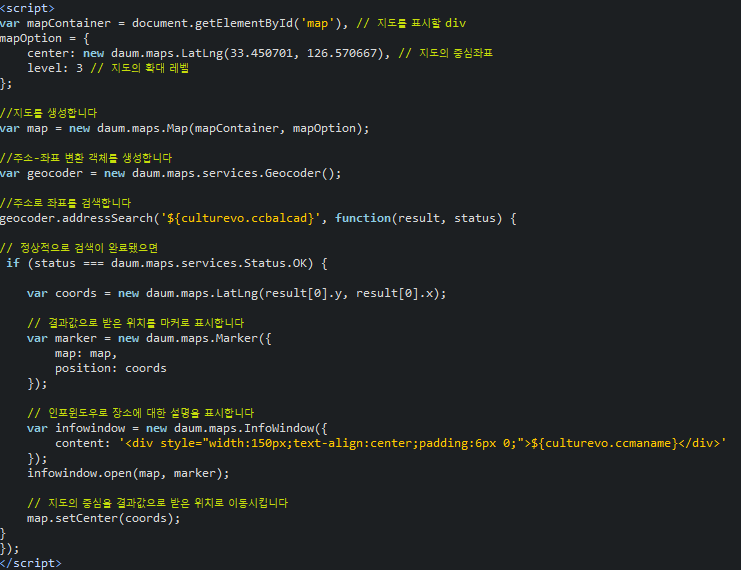 <script>
var mapContainer = document.getElementById('map'), // 지도를 표시할 div
mapOption = {
    center: new daum.maps.LatLng(33.450701, 126.570667), // 지도의 중심좌표
    level: 3 // 지도의 확대 레벨
};

//지도를 생성합니다
var map = new daum.maps.Map(mapContainer, mapOption);

//주소-좌표 변환 객체를 생성합니다
var geocoder = new daum.maps.services.Geocoder();

//주소로 좌표를 검색합니다
geocoder.addressSearch('${culturevo.ccbalcad}', function(result, status) {

// 정상적으로 검색이 완료됐으면
 if (status === daum.maps.services.Status.OK) {

    var coords = new daum.maps.LatLng(result[0].y, result[0].x);

    // 결과값으로 받은 위치를 마커로 표시합니다
    var marker = new daum.maps.Marker({
        map: map,
        position: coords
    });

    // 인포윈도우로 장소에 대한 설명을 표시합니다
    var infowindow = new daum.maps.InfoWindow({
        content: '<div style="width:150px;text-align:center;padding:6px 0;">${culturevo.ccmaname}</div>'
    });
    infowindow.open(map, marker);

    // 지도의 중심을 결과값으로 받은 위치로 이동시킵니다
    map.setCenter(coords);
}
});
</script>